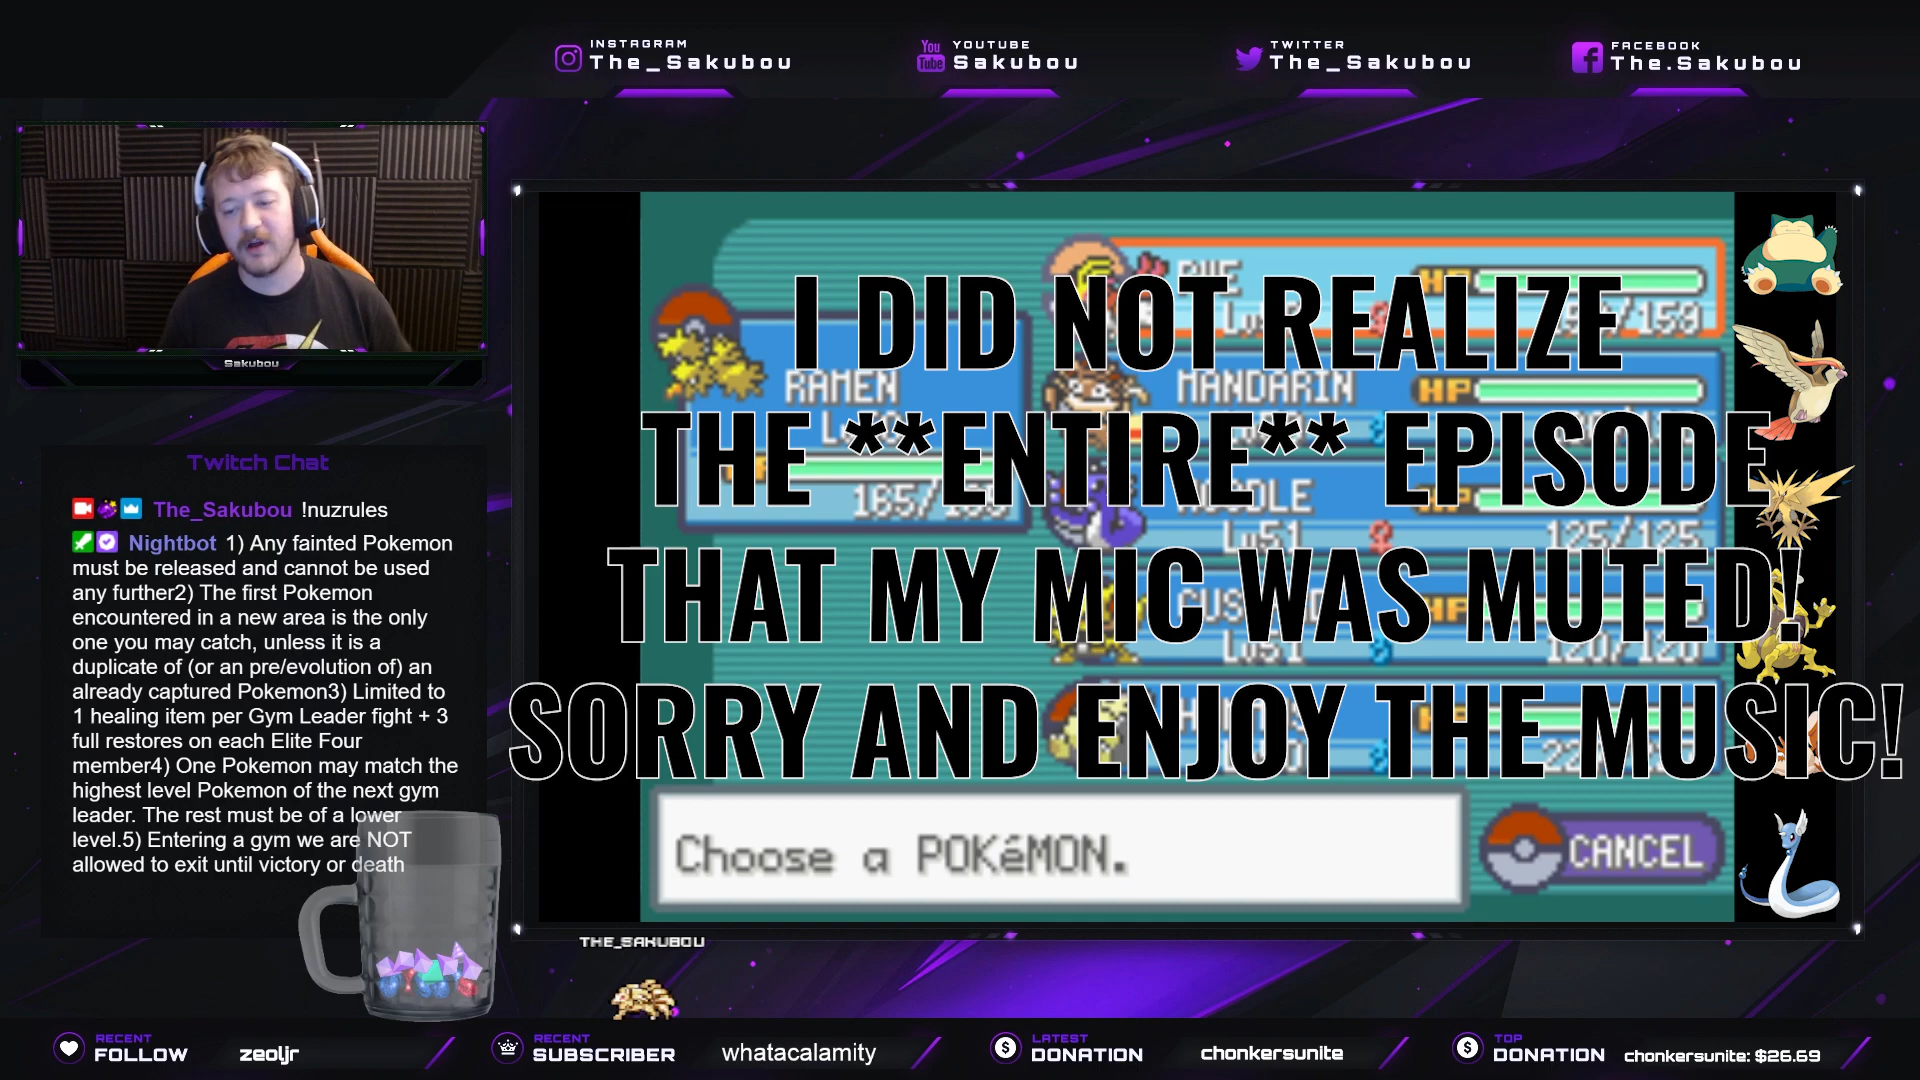 INSTAGRAM
The_Sakubou
YOUTUBE
Sakubou
TWITTER
The_Sakubou
FACEBOOK
The.Sakubou
You
Tube
Sakubou
Twitch Chat
The_Sakubou !nuzrules
Nightbot 1) Any fainted Pokemon
must be released and cannot be used
any further2) The first Pokemon
encountered in a new area is the only
one you may catch, unless it is a
duplicate of (or an pre/evolution of) an
already captured Pokemon3) Limited to
1 healing item per Gym Leader fight + 3
full restores on each Elite Four
member4) One Pokemon may match the
highest level Pokemon of the next gym
leader. The rest must be of a lower
level.5) Entering a gym we are NOT
allowed to exit until victory or death
I DID NOT REALIZE
THE **ENTIRE** EPISODE
THAT MY MIC WAS MUTED!
SORRY AND ENJOY THE MUSIC!
RAMEN
HP
MANDARIN
HP
Lv51
125/125
Lv51
120/120
Choose a POKéMON.
CANCEL
THE_SAKUBOU
RECENT
FOLLOW
zeoljr
RECENT
SUBSCRIBER
whatacalamity
LATEST
DONATION
chonkersunite
TOP
DONATION
chonkersunite: $26.69